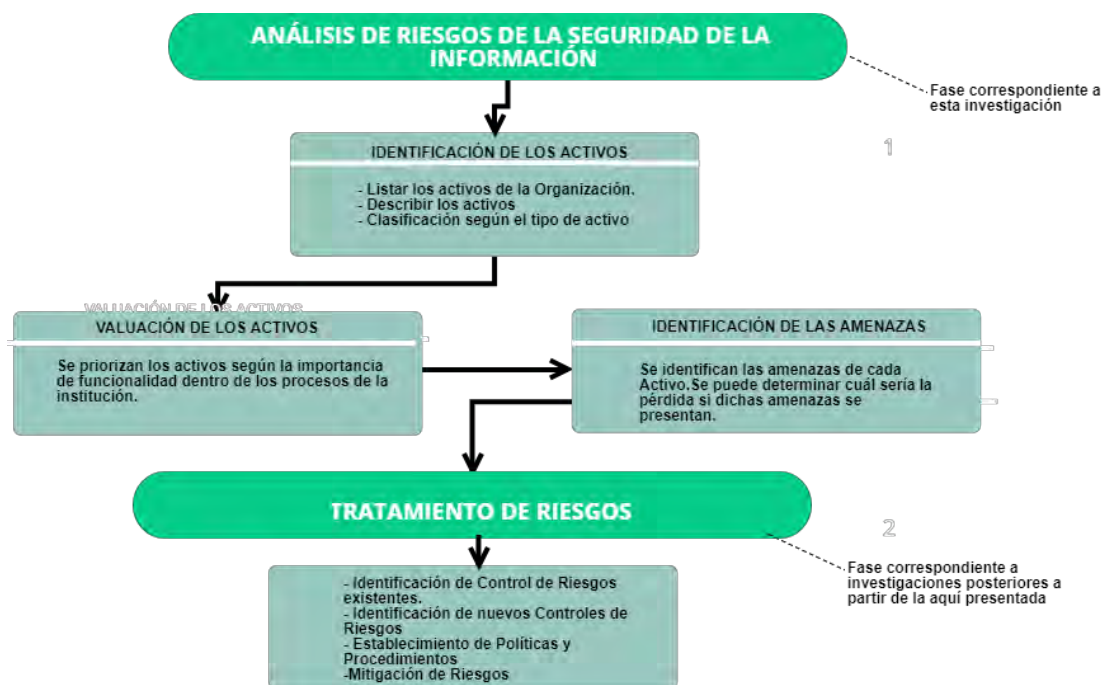 ANÁLISIS DE RIESGOS DE LA SEGURIDAD DE LA
INFORMACIÓN
Fase correspondiente a
esta investigación
1
IDENTIFICACIÓN DE LOS ACTIVOS
- Listar los activos de la Organización.
- Describir los activos
- Clasificación según el tipo de activo
VALUACIÓN DE LOS ACTIVOS
VALUACIÓN DE LOS ACTIVOS
Se priorizan los activos según la importancia
de funcionalidad dentro de los procesos de la
institución.
IDENTIFICACIÓN DE LAS AMENAZAS
Se identifican las amenazas de cada
Activo.Se puede determinar cuál sería la
pérdida si dichas amenazas se
presentan.
TRATAMIENTO DE RIESGOS
2
Fase correspondiente a
investigaciones posteriores a
partir de la aquí presentada
- Identificación de Control de Riesgos
existentes.
- Identificación de nuevos Controles de
Riesgos
- Establecimiento de Políticas y
Procedimientos
-Mitigación de Riesgos